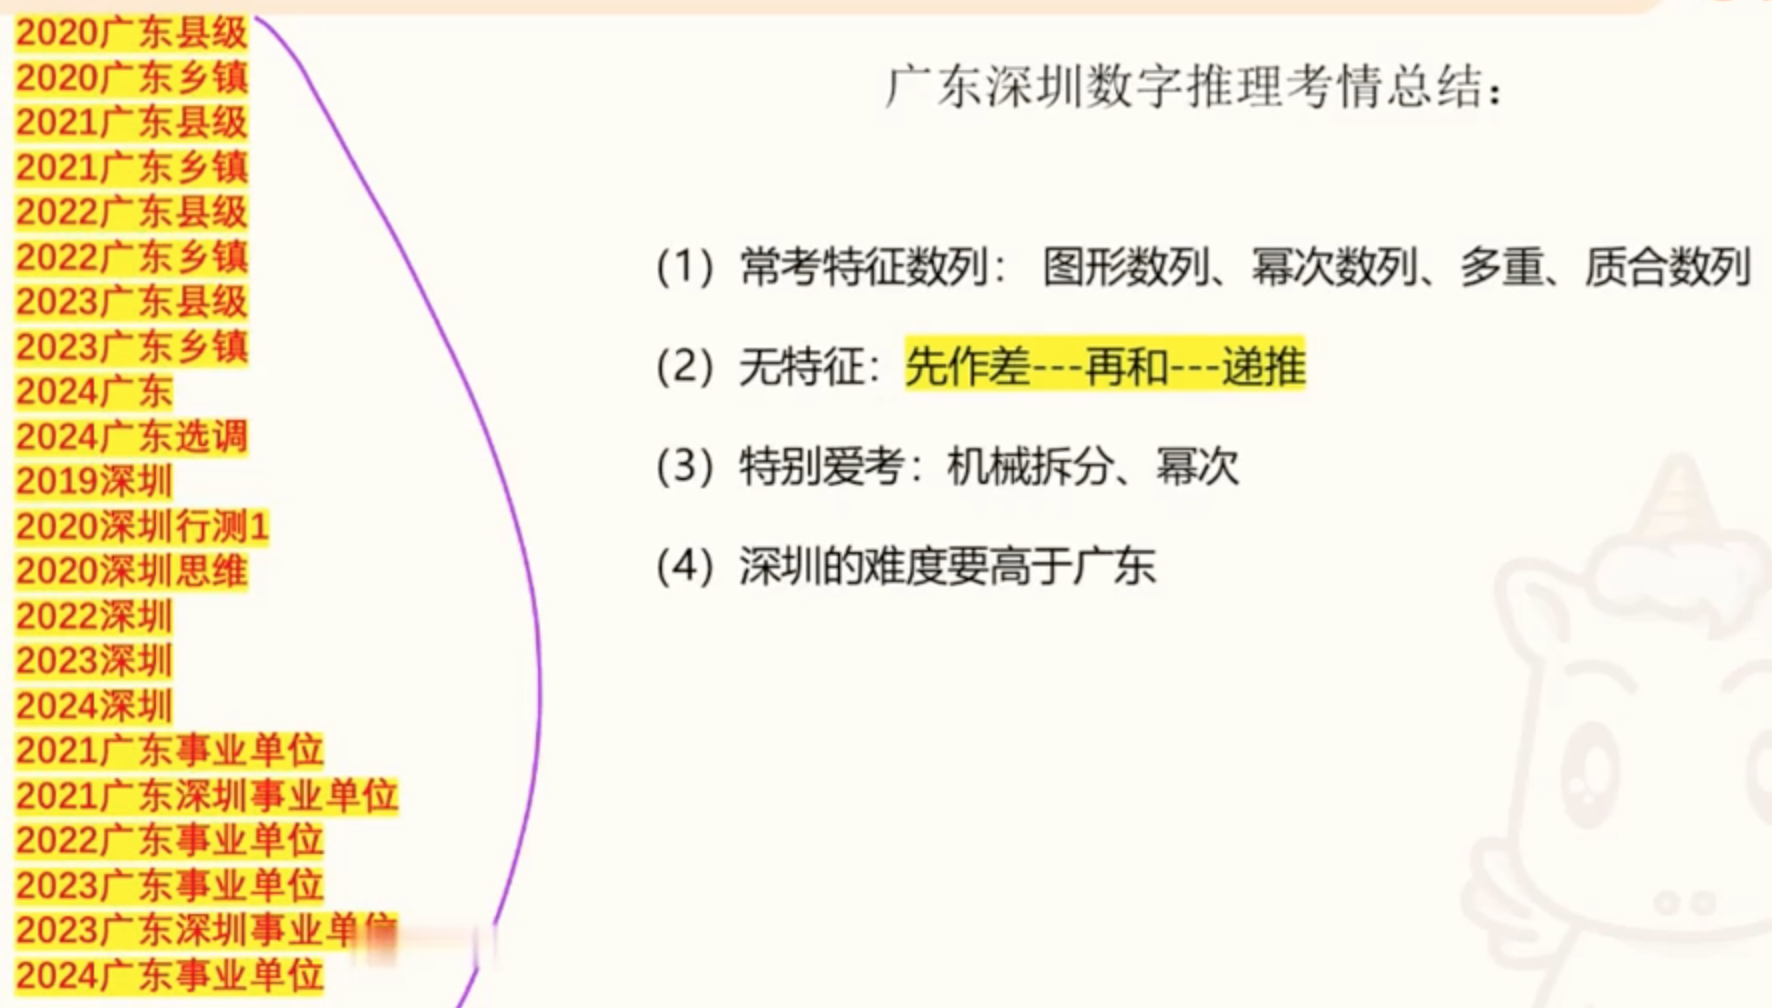 2020广东县级
2020广东乡镇
2021广东县级
2021广东乡镇
2022广东县级
2022广东乡镇
2023广东县级
2023广东乡镇
2024广东
2024广东选调
2019深圳
2020深圳行测1
2020深圳思维
2022深圳
2023深圳
2024深圳
2021广东事业单位
2021广东深圳事业单位
2022广东事业单位
2023广东事业单位
2023广东深圳事业单位
2024广东事业单位
广东深圳数字推理考情总结：
（1）常考特征数列： 图形数列、幂次数列、多重、质合数列
（2）无特征：先作差---再和---递推
（3）特别爱考：机械拆分、幂次
（4）深圳的难度要高于广东